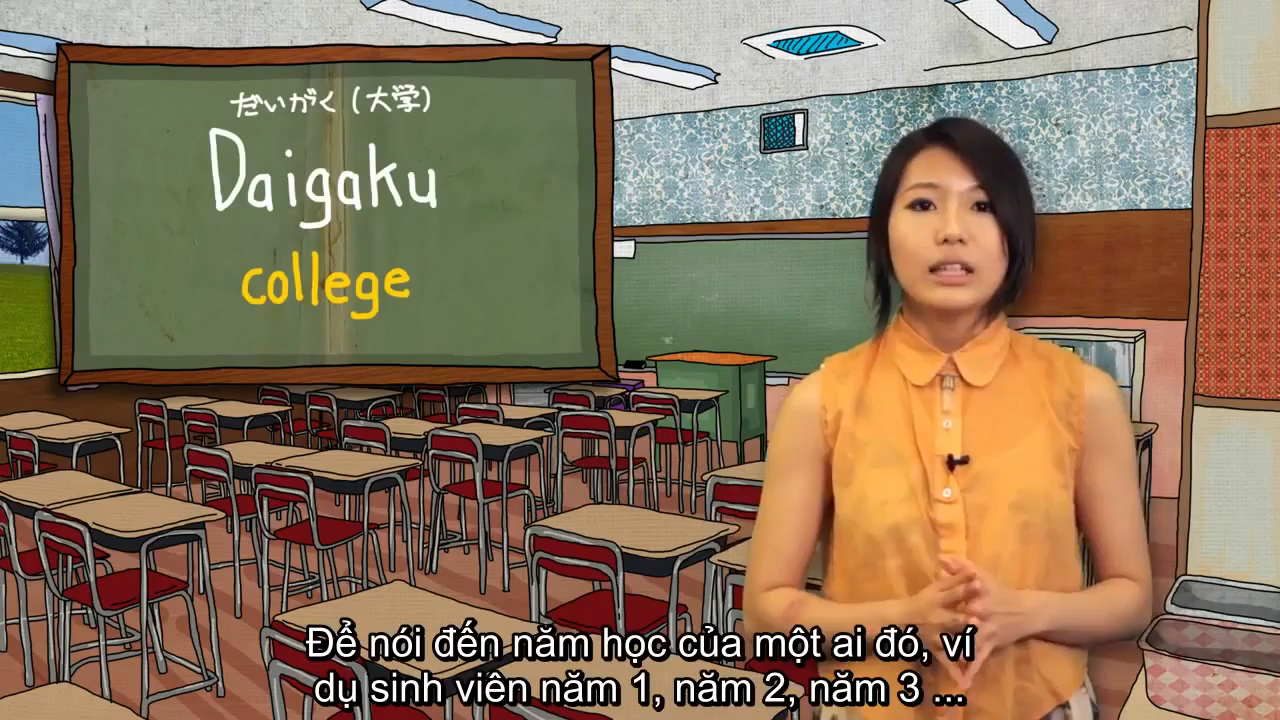 だいがく (大学)
Daigaku
college
Để nói đến năm học của một ai đó, ví
dụ sinh viên năm 1, năm 2, năm 3 ...